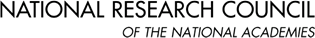 NATIONAL RESEARCH COUNCIL
OF THE NATIONAL ACADEMIES